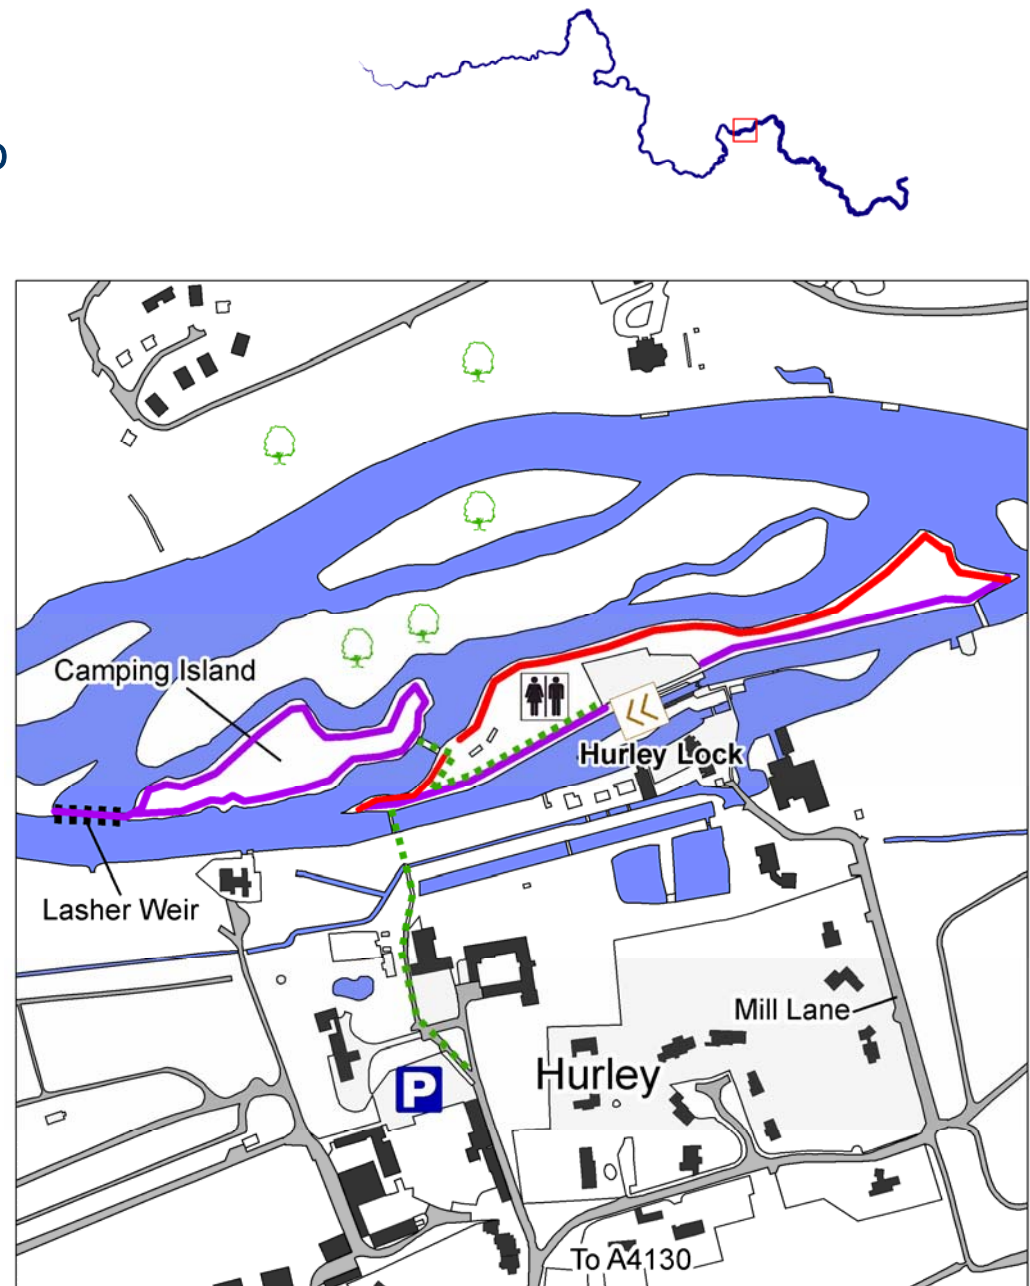 Camping Island
Hurley Lock
Lasher Weir
Mill Lane
Hurley
P
To A4130